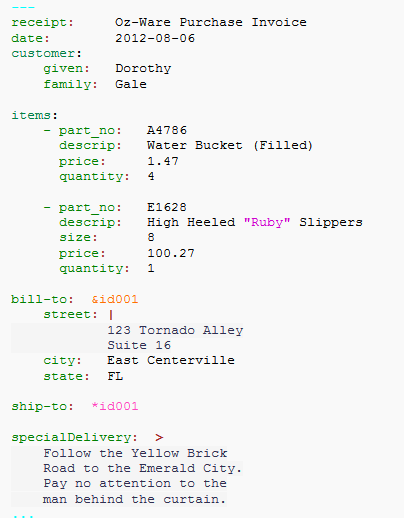 ---
receipt:     Oz-Ware Purchase Invoice
date:        2012-08-06
customer:
    given:   Dorothy
    family:  Gale

items:
    - part_no:   A4786
      descrip:   Water Bucket (Filled)
      price:     1.47
      quantity:  4

    - part_no:   E1628
      descrip:   High Heeled "Ruby" Slippers
      size:      8
      price:     100.27
      quantity:  1

bill-to:  &id001
    street: |
            123 Tornado Alley
            Suite 16
    city:   East Centerville
    state:  FL

ship-to:  *id001

specialDelivery:  >
    Follow the Yellow Brick
    Road to the Emerald City.
    Pay no attention to the
    man behind the curtain.
...